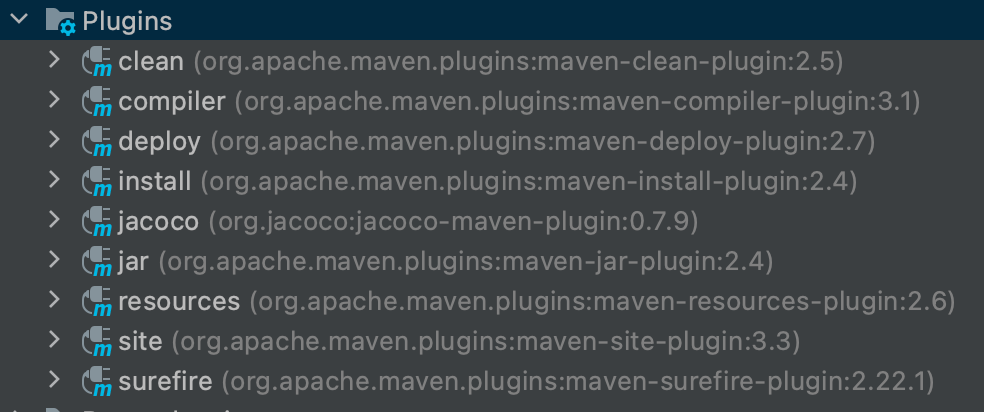 Plugins
clean (org.apache.maven.plugins:maven-clean-plugin:2.5)
compiler (org.apache.maven.plugins:maven-compiler-plugin:3.1)
deploy (org.apache.maven.plugins:maven-deploy-plugin:2.7)
install (org.apache.maven.plugins:maven-install-plugin:2.4)
jacoco (org.jacoco:jacoco-maven-plugin:0.7.9)
jar (org.apache.maven.plugins:maven-jar-plugin:2.4)
resources (org.apache.maven.plugins:maven-resources-plugin:2.6)
site (org.apache.maven.plugins:maven-site-plugin:3.3)
surefire (org.apache.maven.plugins:maven-surefire-plugin:2.22.1)